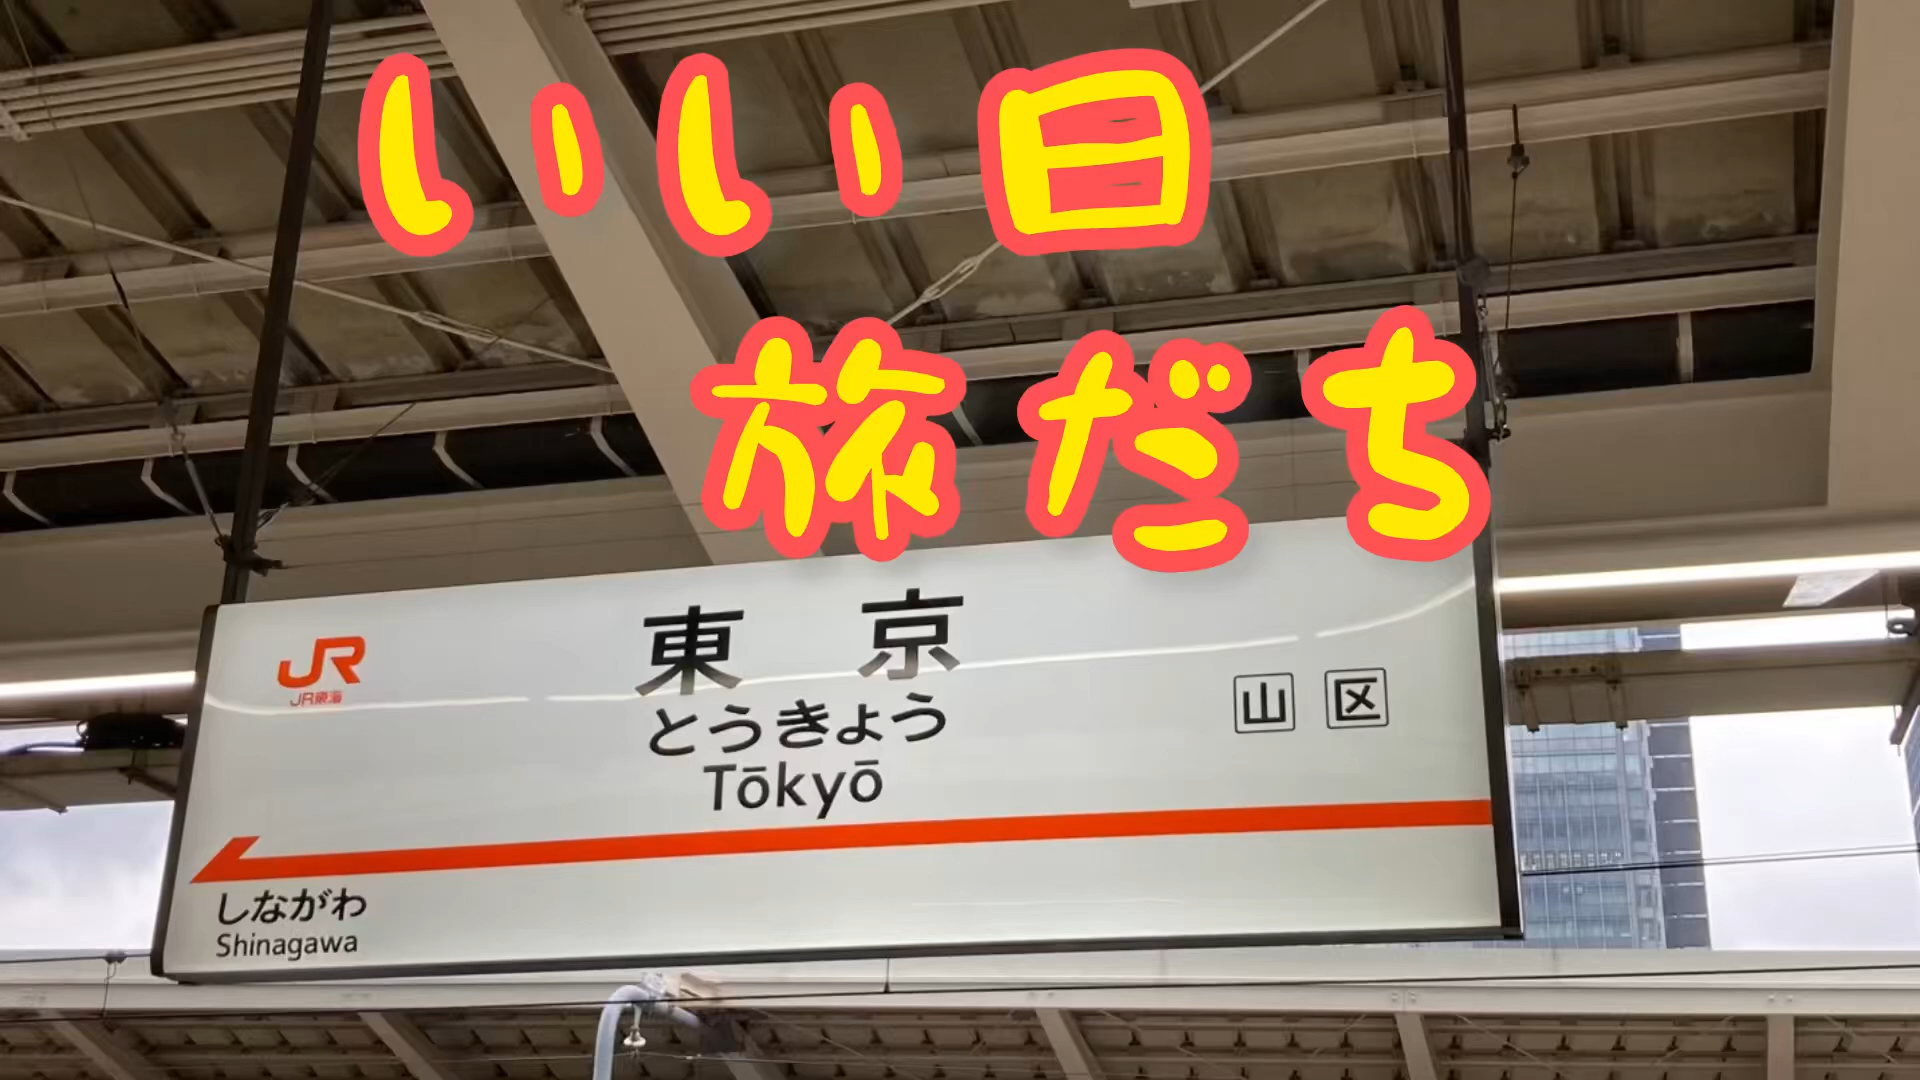 いい日
旅だち
JR
JR東海
東京
とうきょう
Tōkyō
山 区
しながわ
Shinagawa